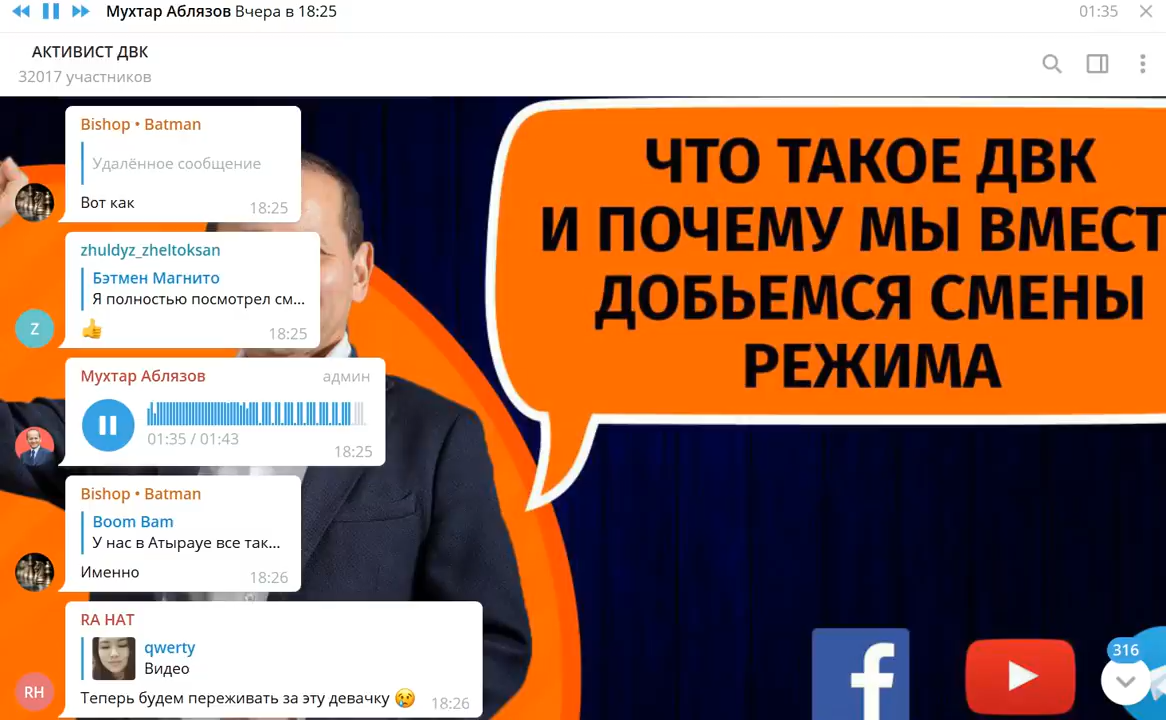 Мухтар Аблязов Вчера в 18:25
01:35
АКТИВИСТ ДВК
32017 участников
Bishop • Batman
Удалённое сообщение
Вот как
18:25
zhuldyz_zheltoksan
Бэтмен Магнито
Я полностью посмотрел см...
👍
18:25
Z
Мухтар Аблязов
админ
01:35 / 01:43
18:25
Bishop • Batman
Boom Bam
У нас в Атырауе все так...
Именно
18:26
RA HAT
qwerty
Видео
Теперь будем переживать за эту девачку 😢
18:26
RH
ЧТО ТАКОЕ ДВК
И ПОЧЕМУ МЫ ВМЕСТ
ДОБЬЕМСЯ СМЕНЫ
РЕЖИМА
f
316